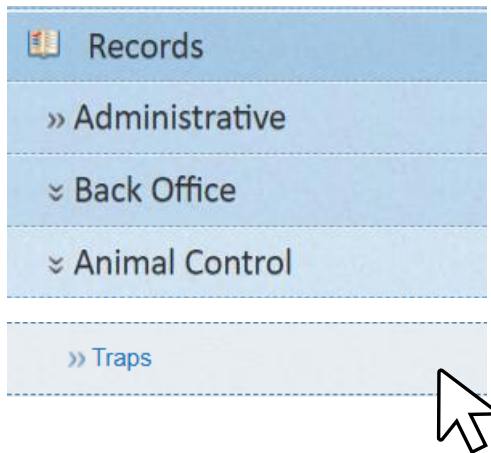 Records
» Administrative
Back Office
Animal Control
» Traps